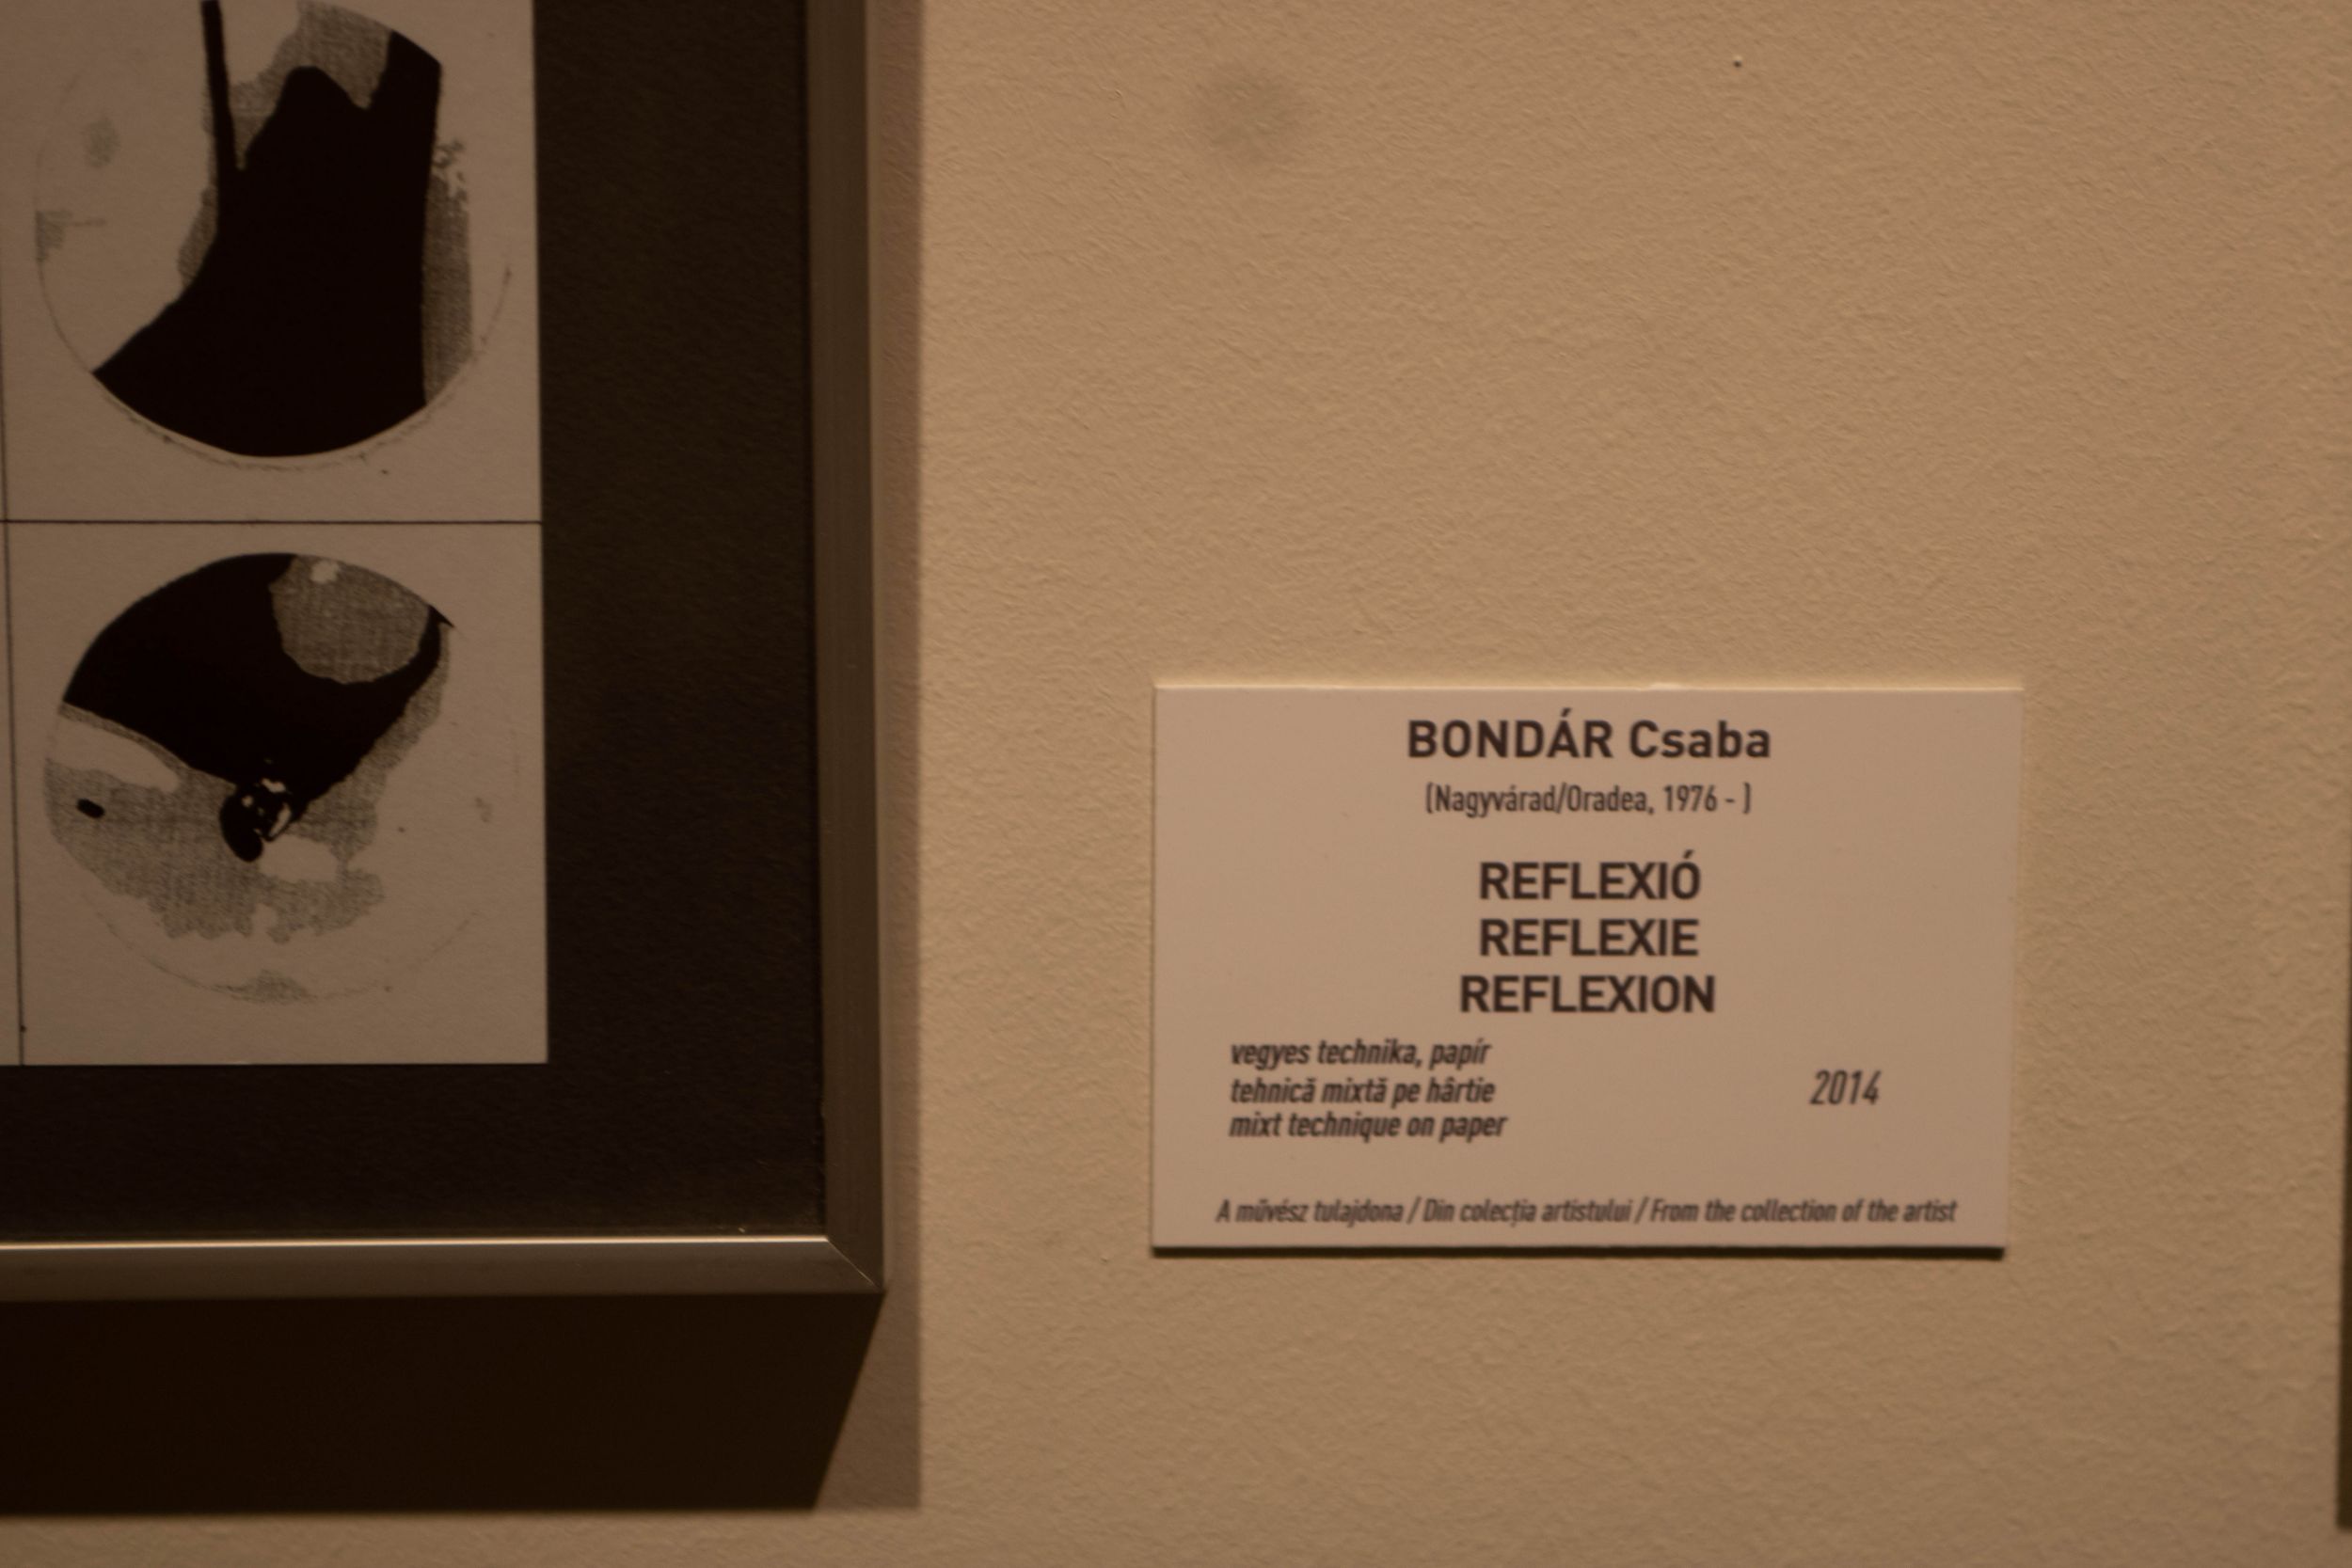 BONDÁR Csaba
(Nagyvárad/Oradea, 1976 - )
REFLEXIÓ
REFLEXIE
REFLEXION
vegyes technika, papír
tehnică mixtă pe hârtie
mixt technique on paper
2014
A művész tulajdona / Din colecția artistului / From the collection of the artist